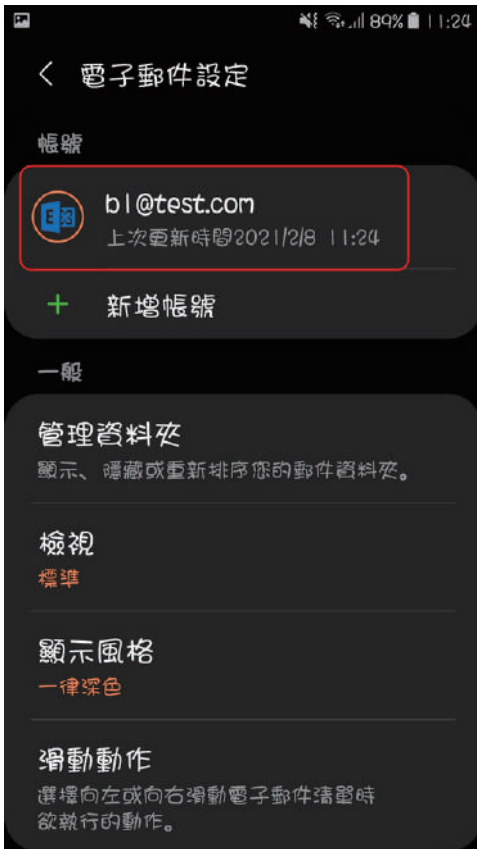 89% 11:24
電子郵件設定
帳號
b1@test.com
上次更新時間2021/2/8 11:24
新增帳號
一般
管理資料夾
顯示、隱藏或重新排序您的郵件資料夾。
檢視
標準
顯示風格
一律深色
滑動動作
選擇向左或向右滑動電子郵件清單時
欲執行的動作。